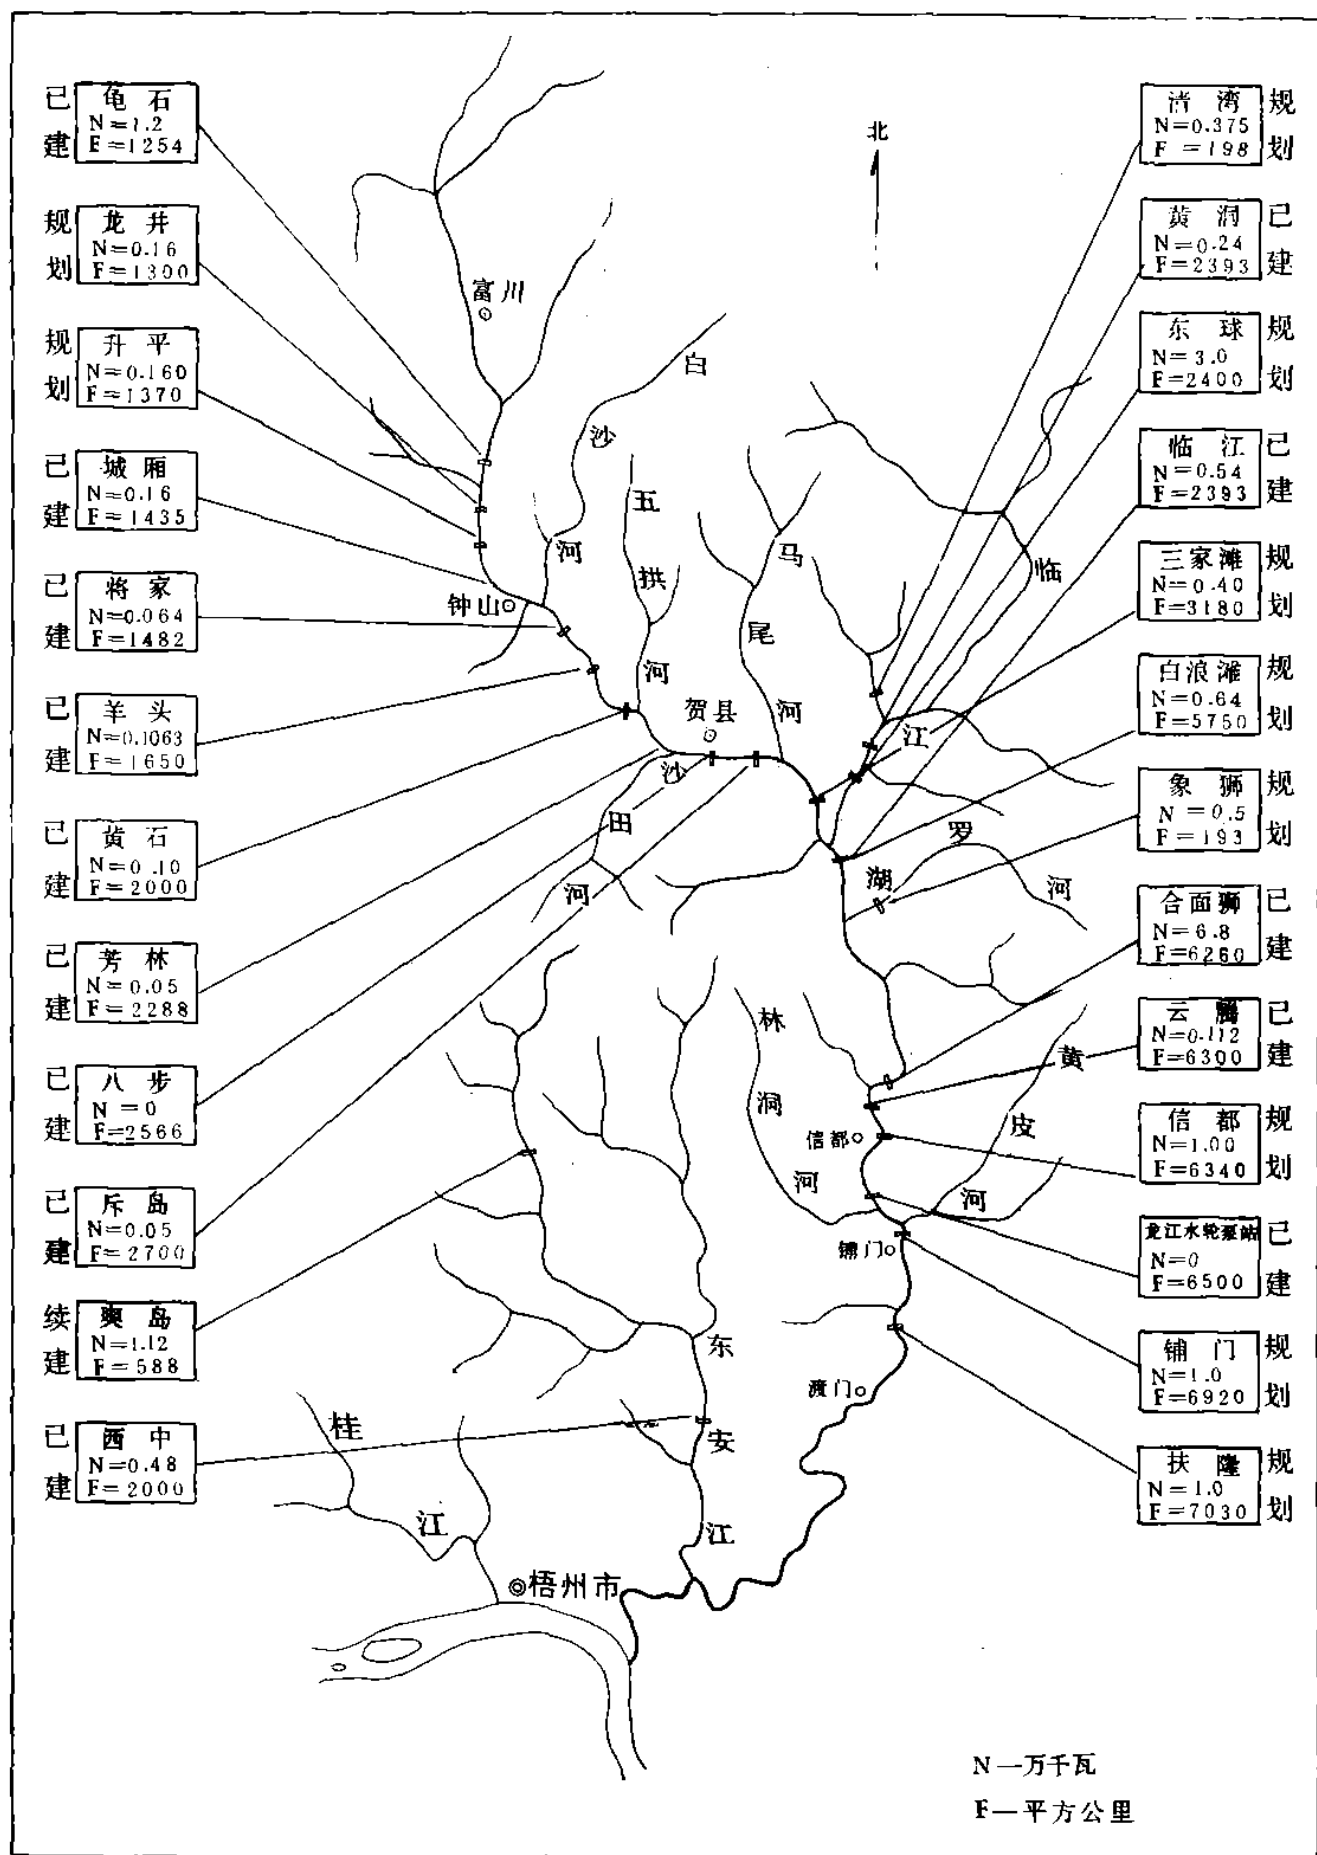 已建
龟石
N=1.2
F=1254
规划
龙井
N=0.16
F=1300
规划
升平
N=0.160
F=1370
已建
城厢
N=0.16
F=1435
已建
将家
N=0.064
F=1482
已建
羊头
N=0.1063
F=1650
已建
黄石
N=0.10
F=2000
已建
芳林
N=0.05
F=2288
已建
八步
N=0
F=2566
已建
斥岛
N=0.05
F=2700
续建
爽岛
N=1.12
F=588
已建
西中
N=0.48
F=2000
北
富川
白沙河
五拱河
马尾河
临江
钟山
贺县
沙田河
罗湖河
林洞河
黄皮河
信都
铺门
渡门
东安江
桂江
梧州市
清湾
N=0.375
F=198
规划
黄洞
N=0.24
F=2393
已建
东球
N=3.0
F=2400
规划
临江
N=0.54
F=2393
已建
三家滩
N=0.40
F=3180
规划
白浪滩
N=0.64
F=5750
规划
象狮
N=0.5
F=193
规划
合面狮
N=6.8
F=6260
已建
云腾
N=0.112
F=6300
已建
信都
N=1.00
F=6340
规划
龙江水轮泵站
N=0
F=6500
已建
铺门
N=1.0
F=6920
规划
扶隆
N=1.0
F=7030
规划
N—万千瓦
F—平方公里